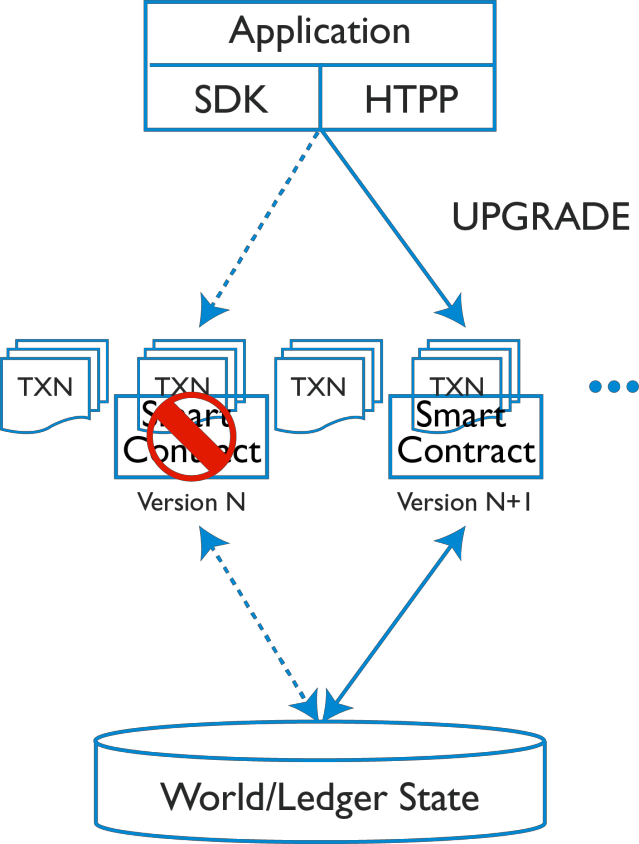 Application
SDK
HTPP
UPGRADE
TXN
TXN
TXN
TXN
Smart
Contract
Smart
Contract
Version N
Version N+1
World/Ledger State